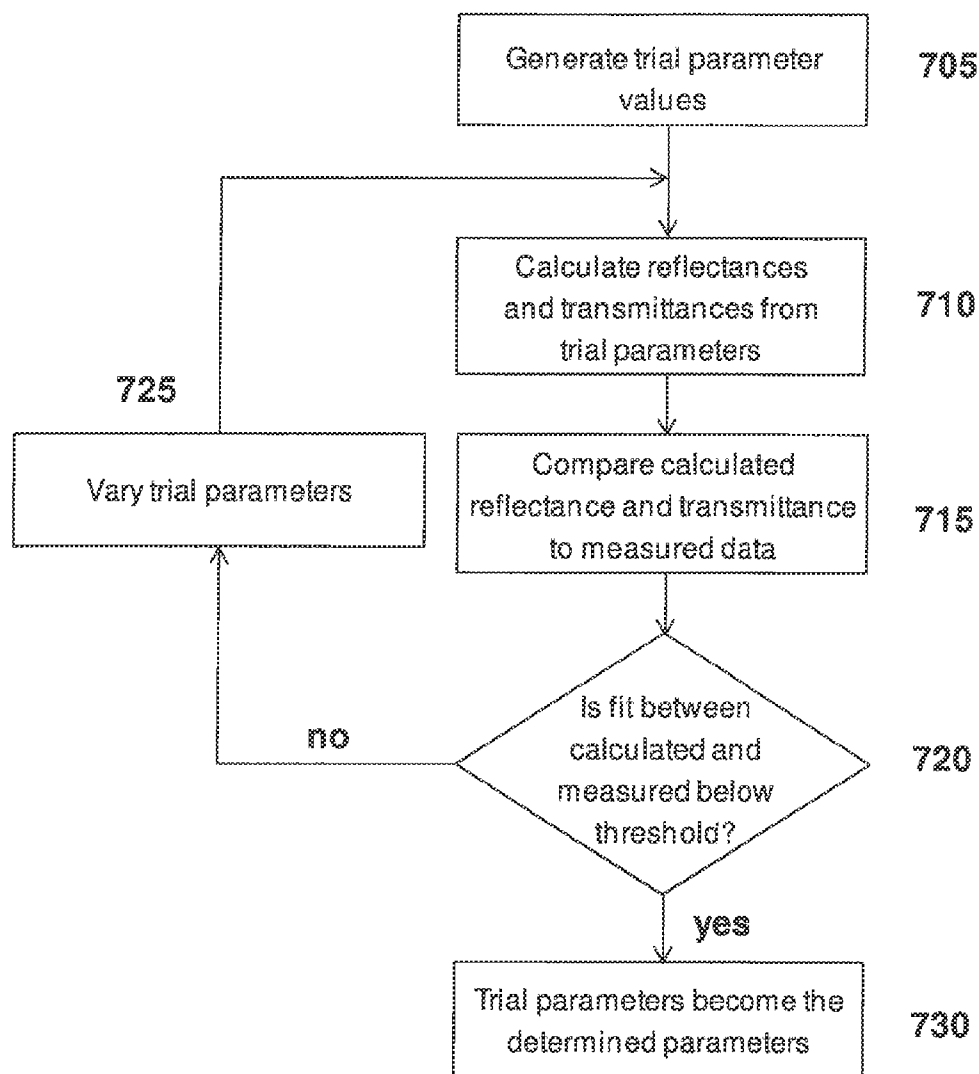 Generate trial parameter
values
705
Calculate reflectances
and transmittances from
trial parameters
710
725
Vary trial parameters
Compare calculated
reflectance and transmittance
to measured data
715
Is fit between
calculated and
measured below
threshold?
720
no
yes
Trial parameters become the
determined parameters
730